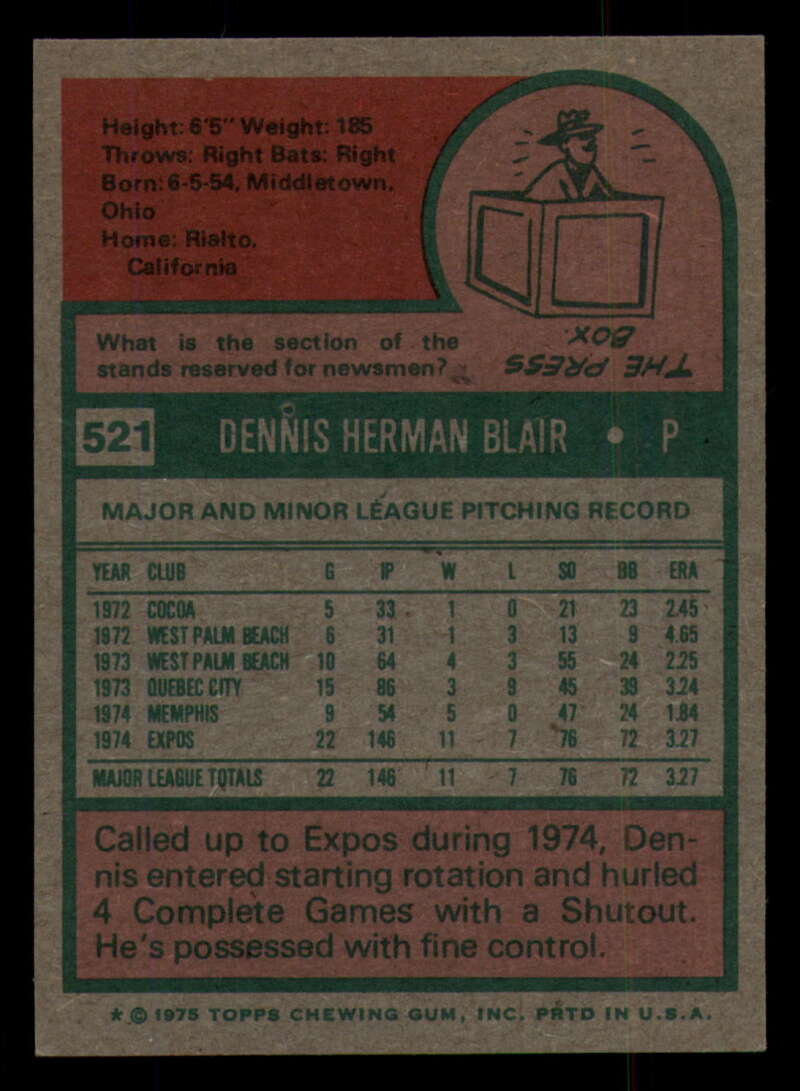 Height: 6'5" Weight: 185
Throws: Right Bats: Right
Born: 6-5-54, Middletown,
Ohio
Home: Rialto,
California
What is the section of the
stands reserved for newsmen?
THE PRESS
BOX.
521 DENNIS HERMAN BLAIR • P
MAJOR AND MINOR LEAGUE PITCHING RECORD
YEAR CLUB G IP W L SO BB ERA
1972 COCOA 5 33 1 0 21 23 2.45
1972 WEST PALM BEACH 6 31 1 3 13 9 4.65
1973 WEST PALM BEACH 10 64 4 3 55 24 2.25
1973 QUEBEC CITY 15 86 3 9 45 39 3.24
1974 MEMPHIS 9 54 5 0 47 24 1.84
1974 EXPOS 22 146 11 7 76 72 3.27
MAJOR LEAGUE TOTALS 22 146 11 7 76 72 3.27
Called up to Expos during 1974, Den-
nis entered starting rotation and hurled
4 Complete Games with a Shutout.
He's possessed with fine control.
* © 1975 TOPPS CHEWING GUM, INC. PRTD IN U.S.A.